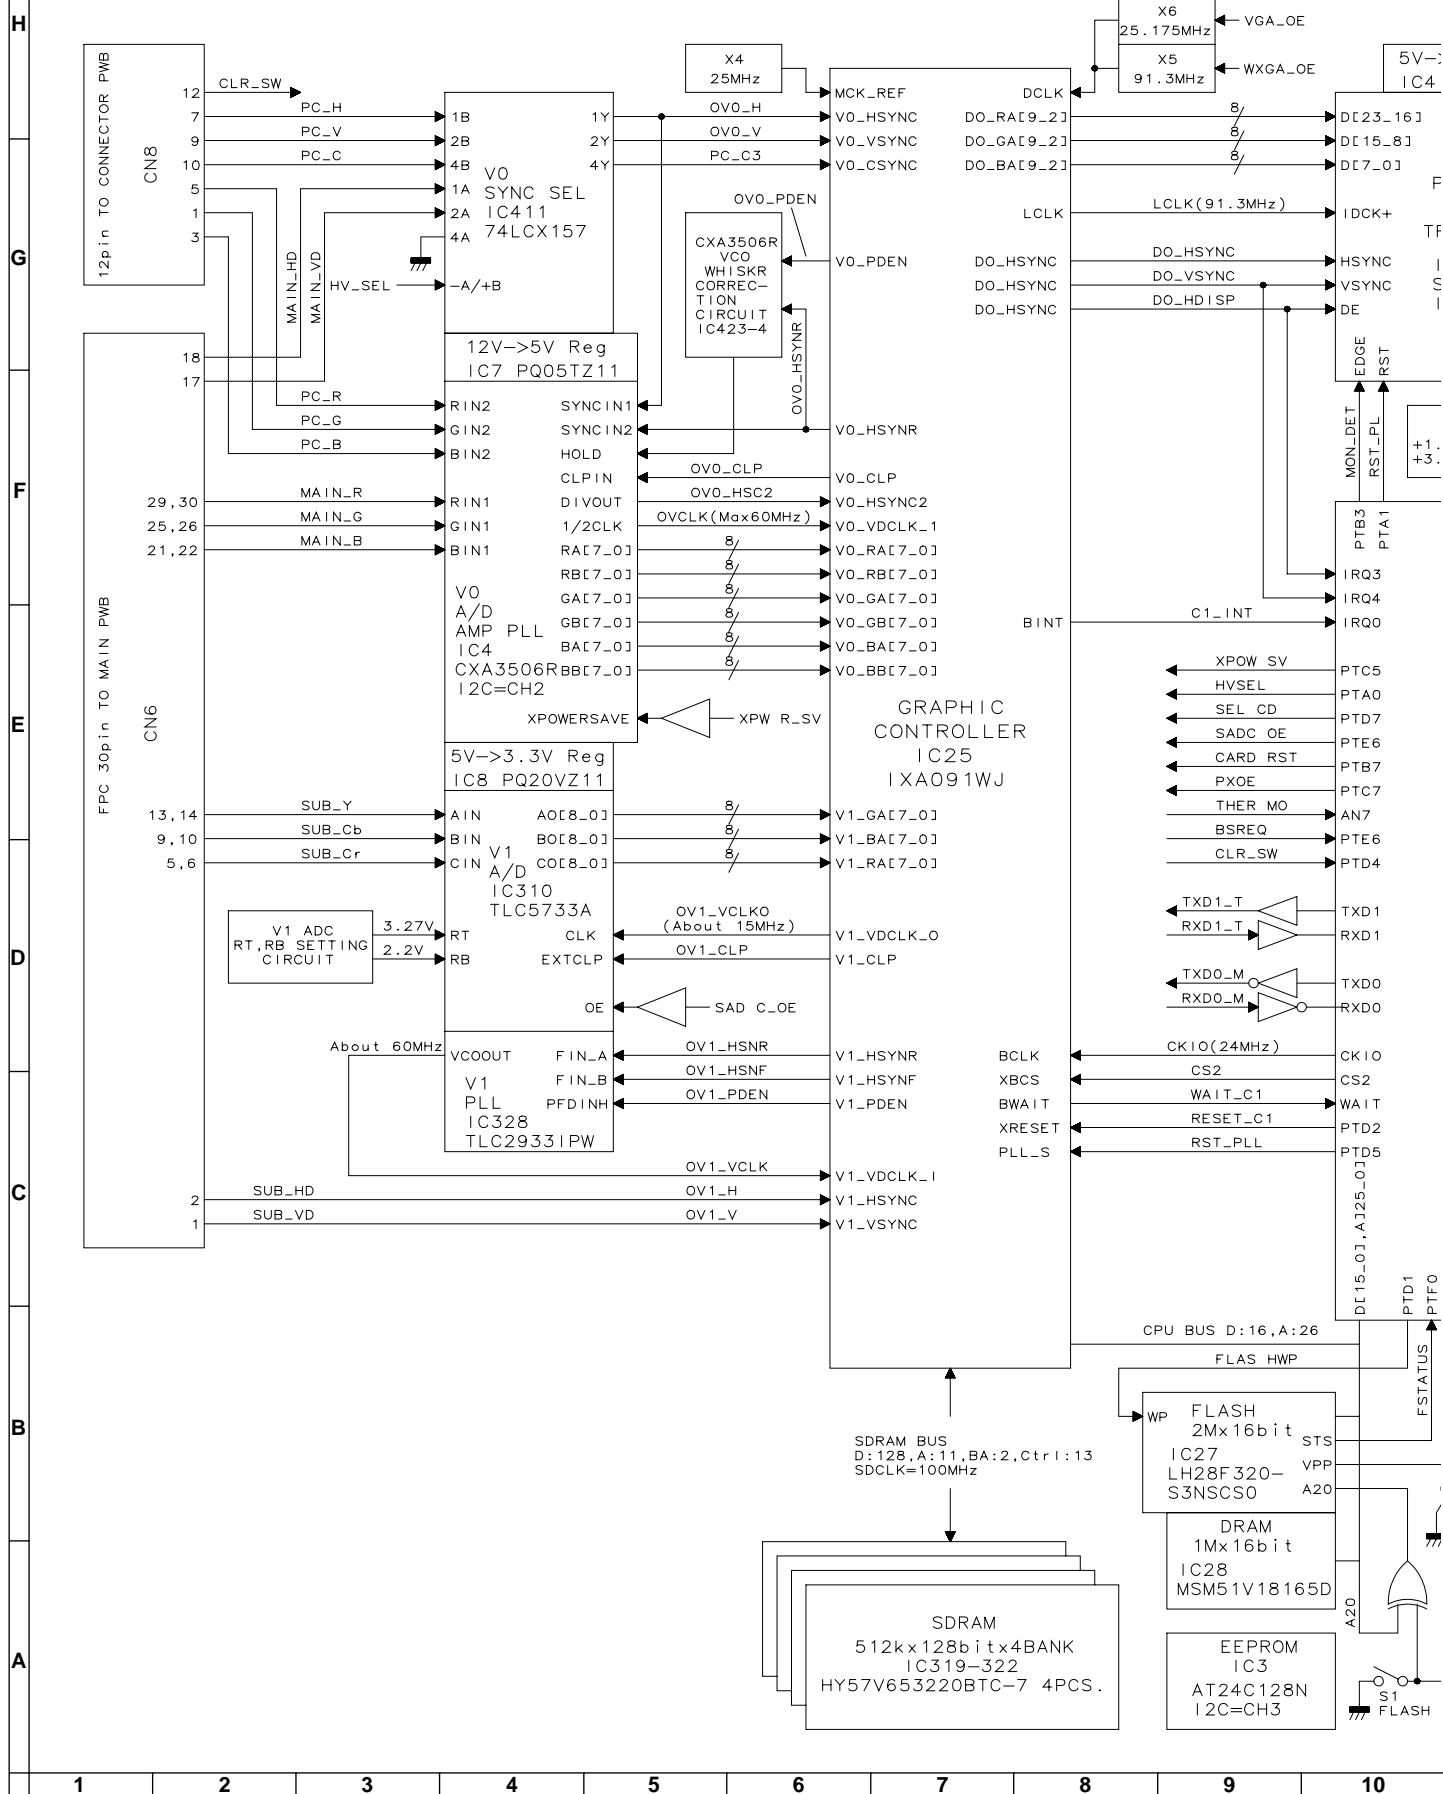 H
G
F
E
D
C
B
A
1
2
3
4
5
6
7
8
9
10
12pin TO CONNECTOR PWB
CN8
12
7
9
10
5
1
3
CLR_SW
PC_H
PC_V
PC_C
MAIN_HD
MAIN_VD
HV_SEL
FPC 30pin TO MAIN PWB
CN6
18
17
29,30
25,26
21,22
13,14
9,10
5,6
2
1
PC_R
PC_G
PC_B
MAIN_R
MAIN_G
MAIN_B
SUB_Y
SUB_Cb
SUB_Cr
SUB_HD
SUB_VD
1B
2B
4B
1A
2A
4A
-A/+B
1Y
2Y
4Y
V0
SYNC SEL
IC411
74LCX157
12V->5V Reg
IC7 PQ05TZ11
RIN2
GIN2
BIN2
RIN1
GIN1
BIN1
SYNCIN1
SYNCIN2
HOLD
CLPIN
DIVOUT
1/2CLK
RA[7_0]
RB[7_0]
GA[7_0]
GB[7_0]
BA[7_0]
BB[7_0]
V0
A/D
AMP PLL
IC4
CXA3506R
I2C=CH2
XPOWERSAVE
XPW R_SV
5V->3.3V Reg
IC8 PQ20VZ11
AIN
BIN
CIN
AO[8_0]
BO[8_0]
CO[8_0]
V1
A/D
IC310
TLC5733A
V1 ADC
RT,RB SETTING
CIRCUIT
3.27V
2.2V
RT
RB
CLK
EXTCLP
OE
SAD C_OE
About 60MHz
VCOOUT
FIN_A
FIN_B
PFDINH
V1
PLL
IC328
TLC2933IPW
X4
25MHz
OV0_H
OV0_V
PC_C3
OV0_PDEN
CXA3506R
VCO
WHISKR
CORREC-
TION
CIRCUIT
IC423-4
OV0_HSYNR
OV0_CLP
OV0_HSC2
OVCLK(Max60MHz)
8
8
8
8
8
8
8
8
8
OV1_VCLKO
(About 15MHz)
OV1_CLP
OV1_HSNR
OV1_HSNF
OV1_PDEN
OV1_VCLK
OV1_H
OV1_V
MCK_REF
V0_HSYNC
V0_VSYNC
V0_CSYNC
V0_PDEN
V0_HSYNR
V0_CLP
V0_HSYNC2
V0_VDCLK_1
V0_RA[7_0]
V0_RB[7_0]
V0_GA[7_0]
V0_GB[7_0]
V0_BA[7_0]
V0_BB[7_0]
GRAPHIC
CONTROLLER
IC25
IXA091WJ
V1_GA[7_0]
V1_BA[7_0]
V1_RA[7_0]
V1_VDCLK_O
V1_CLP
V1_HSYNR
V1_HSYNF
V1_PDEN
V1_VDCLK_I
V1_HSYNC
V1_VSYNC
DCLK
DO_RA[9_2]
DO_GA[9_2]
DO_BA[9_2]
LCLK
DO_HSYNC
DO_HSYNC
DO_HSYNC
BINT
BCLK
XBCS
BWAIT
XRESET
PLL_S
X6
25.175MHz
VGA_OE
X5
91.3MHz
WXGA_OE
8
8
8
LCLK(91.3MHz)
DO_HSYNC
DO_VSYNC
DO_HDISP
5V->
IC4
D[23_16]
D[15_8]
D[7_0]
P
IDCK+
TF
HSYNC
VSYNC
DE
I
S
I
EDGE
RST
MON_DET
RST_PL
+1.
+3.
PTB3
PTA1
IRQ3
IRQ4
IRQ0
C1_INT
XPOW SV
HVSEL
SEL CD
SADC OE
CARD RST
PXOE
THER MO
BSREQ
CLR_SW
PTC5
PTA0
PTD7
PTE6
PTB7
PTC7
AN7
PTE6
PTD4
TXD1_T
RXD1_T
TXD0_M
RXD0_M
TXD1
RXD1
TXD0
RXD0
CKIO(24MHz)
CS2
WAIT_C1
RESET_C1
RST_PLL
CKIO
CS2
WAIT
PTD2
PTD5
D[15_0],A]25_0]
PTD1
PTF0
CPU BUS D:16,A:26
FLAS HWP
FSTATUS
WP
FLASH
2Mx16bit
IC27
LH28F320-
S3NSCS0
STS
VPP
A20
DRAM
1Mx16bit
IC28
MSM51V18165D
A20
EEPROM
IC3
AT24C128N
I2C=CH3
S1
FLASH
SDRAM BUS
D:128,A:11,BA:2,Ctrl:13
SDCLK=100MHz
SDRAM
512kx128bitx4BANK
IC319-322
HY57V653220BTC-7 4PCS.